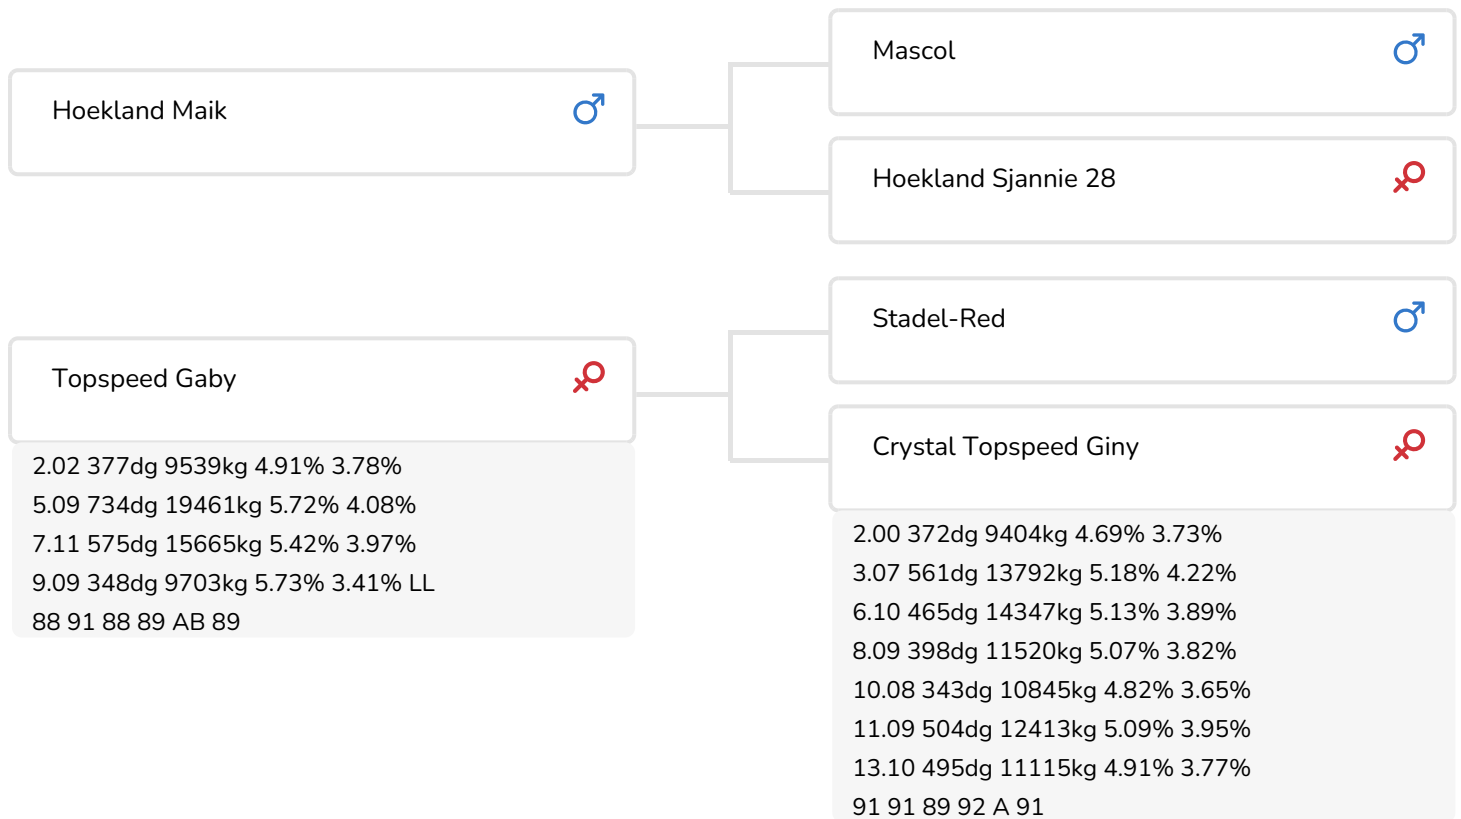 Hoekland Maik
Mascol
Hoekland Sjannie 28
Topspeed Gaby
2.02 377dg 9539kg 4.91% 3.78%
5.09 734dg 19461kg 5.72% 4.08%
7.11 575dg 15665kg 5.42% 3.97%
9.09 348dg 9703kg 5.73% 3.41% LL
88 91 88 89 AB 89
Stadel-Red
Crystal Topspeed Giny
2.00 372dg 9404kg 4.69% 3.73%
3.07 561dg 13792kg 5.18% 4.22%
6.10 465dg 14347kg 5.13% 3.89%
8.09 398dg 11520kg 5.07% 3.82%
10.08 343dg 10845kg 4.82% 3.65%
11.09 504dg 12413kg 5.09% 3.95%
13.10 495dg 11115kg 4.91% 3.77%
91 91 89 92 A 91